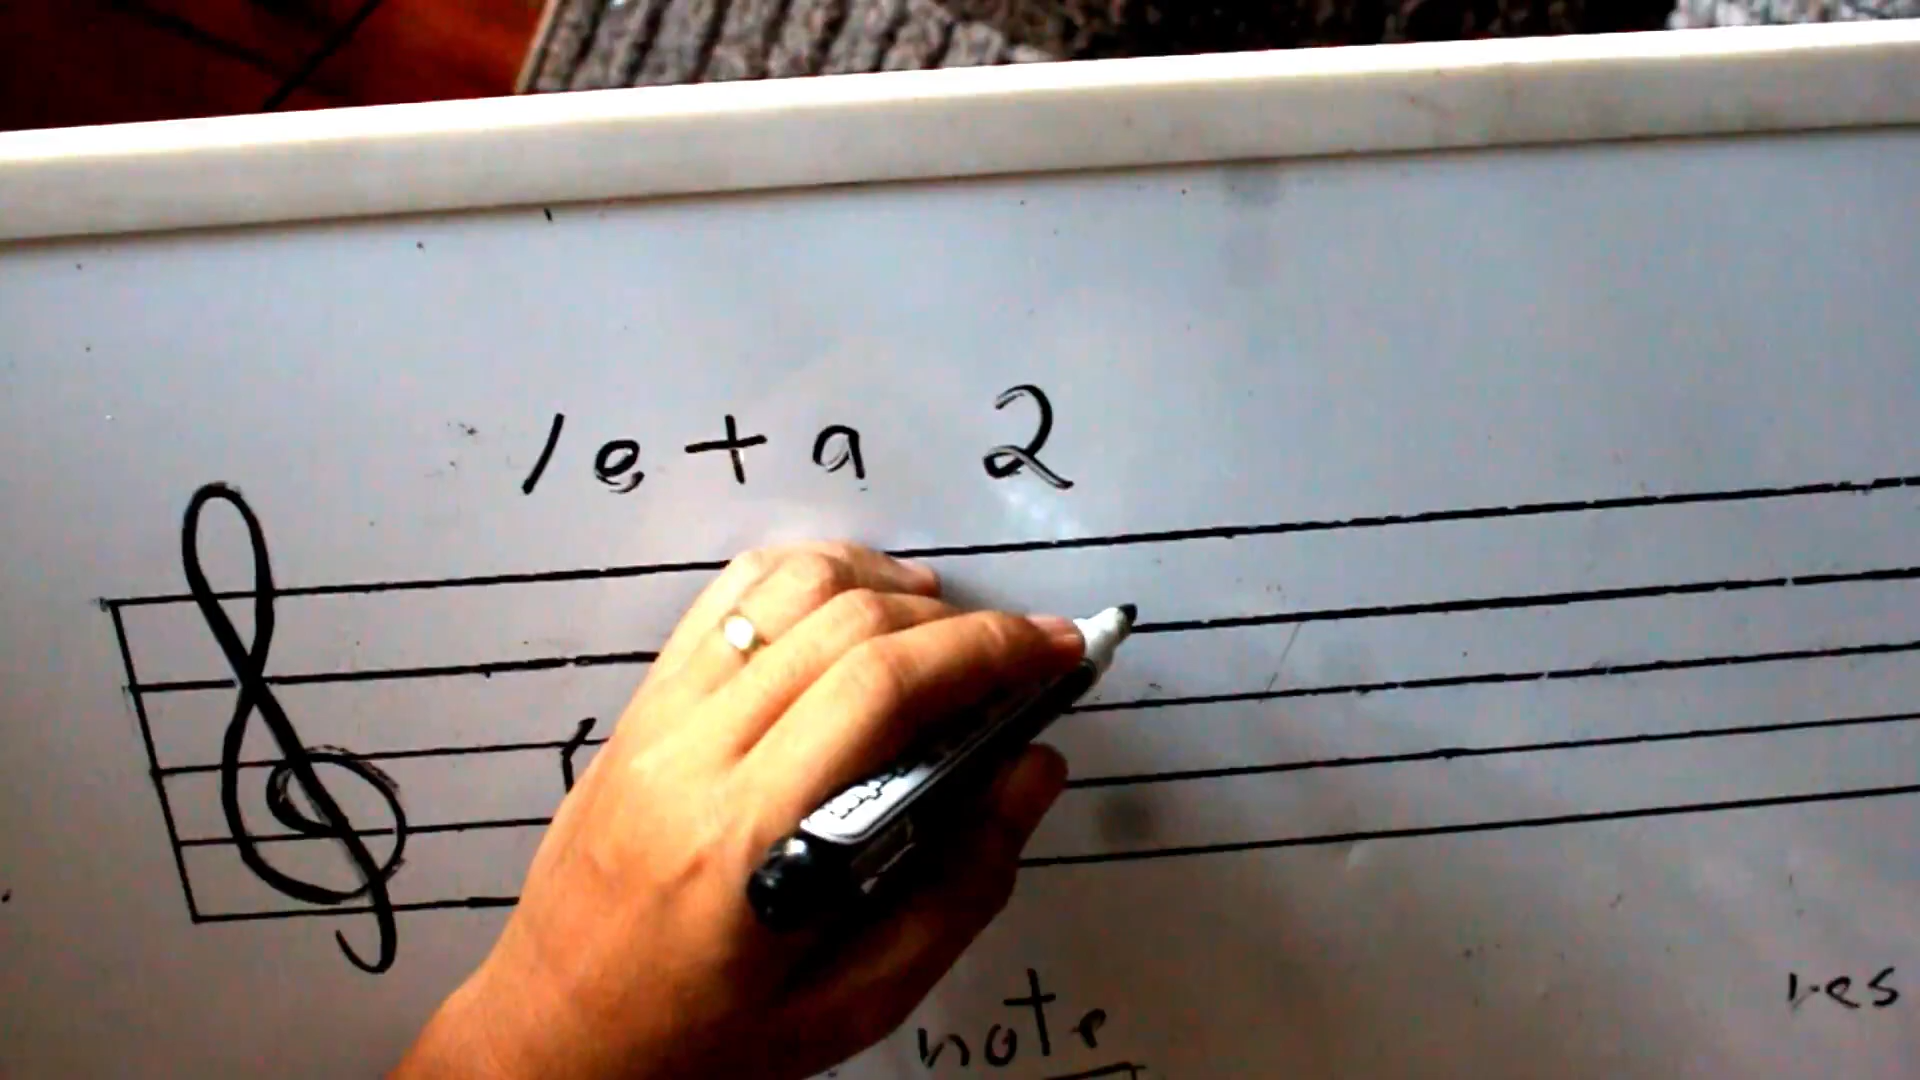 1 e + a 2
note
res